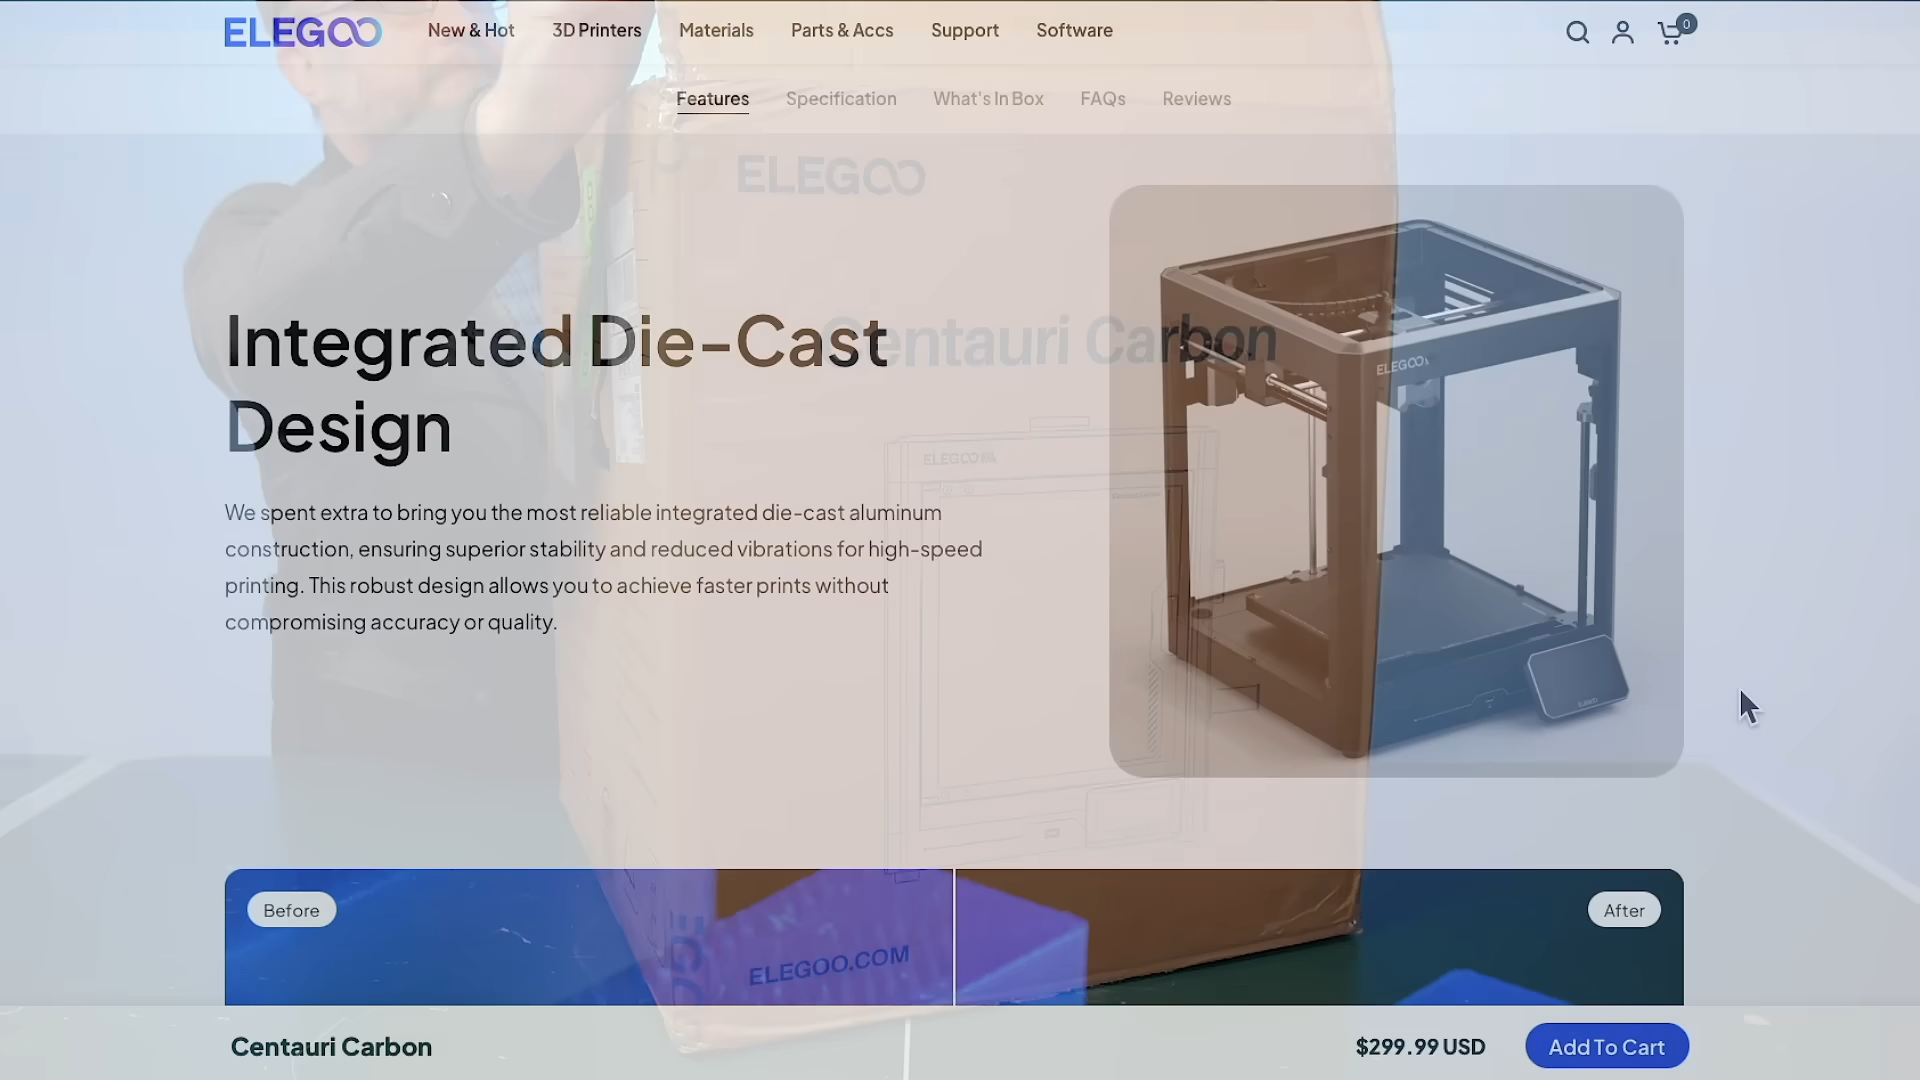 ELEGOO
New & Hot
3D Printers
Materials
Parts & Accs
Support
Software
0
Features
Specification
What's In Box
FAQs
Reviews
ELEGOO
Centauri Carbon
Integrated Die-Cast
Design
ELEGOO
We spent extra to bring you the most reliable integrated die-cast aluminum
construction, ensuring superior stability and reduced vibrations for high-speed
printing. This robust design allows you to achieve faster prints without
compromising accuracy or quality.
ELEGOO
Before
After
ELEGOO.COM
Centauri Carbon
$299.99 USD
Add To Cart